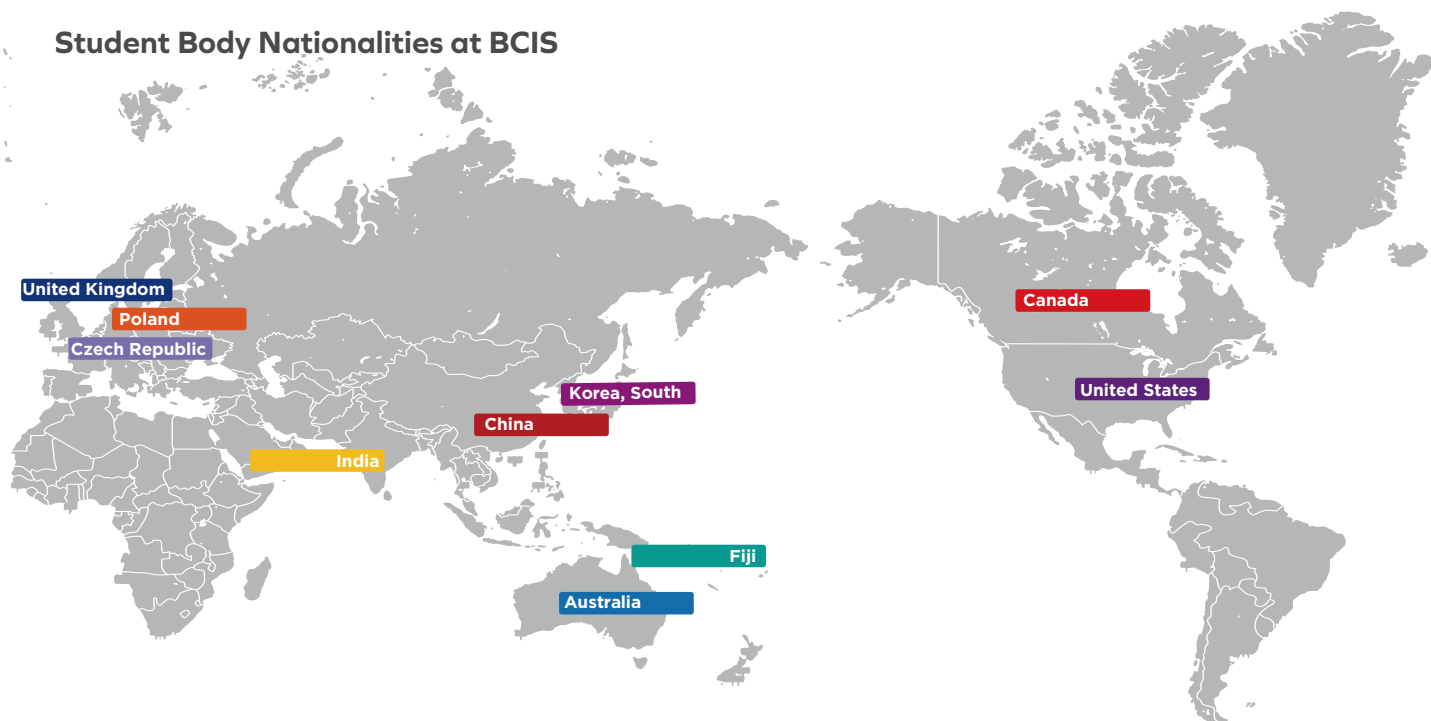 Student Body Nationalities at BCIS
United Kingdom
Canada
Poland
Czech Republic
Korea, South
United States
China
India
Fiji
Australia